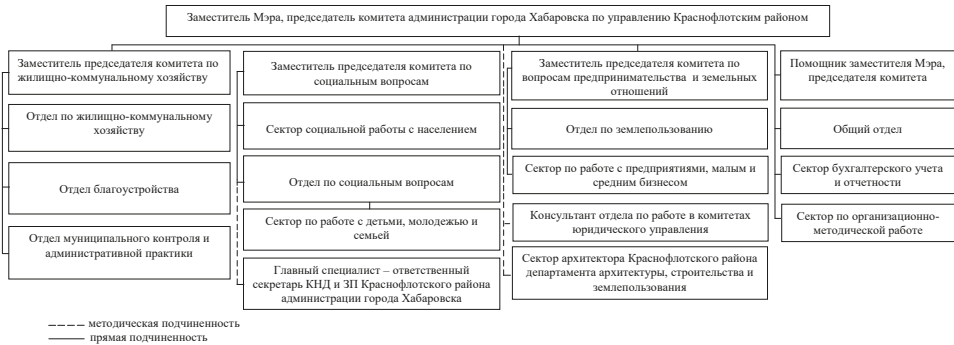 Заместитель Мэра, председатель комитета администрации города Хабаровска по управлению Краснофлотским районом
Заместитель председателя комитета по
жилищно-коммунальному хозяйству
Отдел по жилищно-коммунальному
хозяйству
Отдел благоустройства
Отдел муниципального контроля и
административной практики
Заместитель председателя комитета по
социальным вопросам
Сектор социальной работы с населением
Отдел по социальным вопросам
Сектор по работе с детьми, молодежью и
семьей
Главный специалист – ответственный
секретарь КНД и ЗП Краснофлотского района
администрации города Хабаровска
Заместитель председателя комитета по
вопросам предпринимательства и земельных
отношений
Отдел по землепользованию
Сектор по работе с предприятиями, малым и
средним бизнесом
Консультант отдела по работе в комитетах
юридического управления
Сектор архитектора Краснофлотского района
департамента архитектуры, строительства и
землепользования
Помощник заместителя Мэра,
председателя комитета
Общий отдел
Сектор бухгалтерского учета
и отчетности
Сектор по организационно-
методической работе
методическая подчиненность
прямая подчиненность